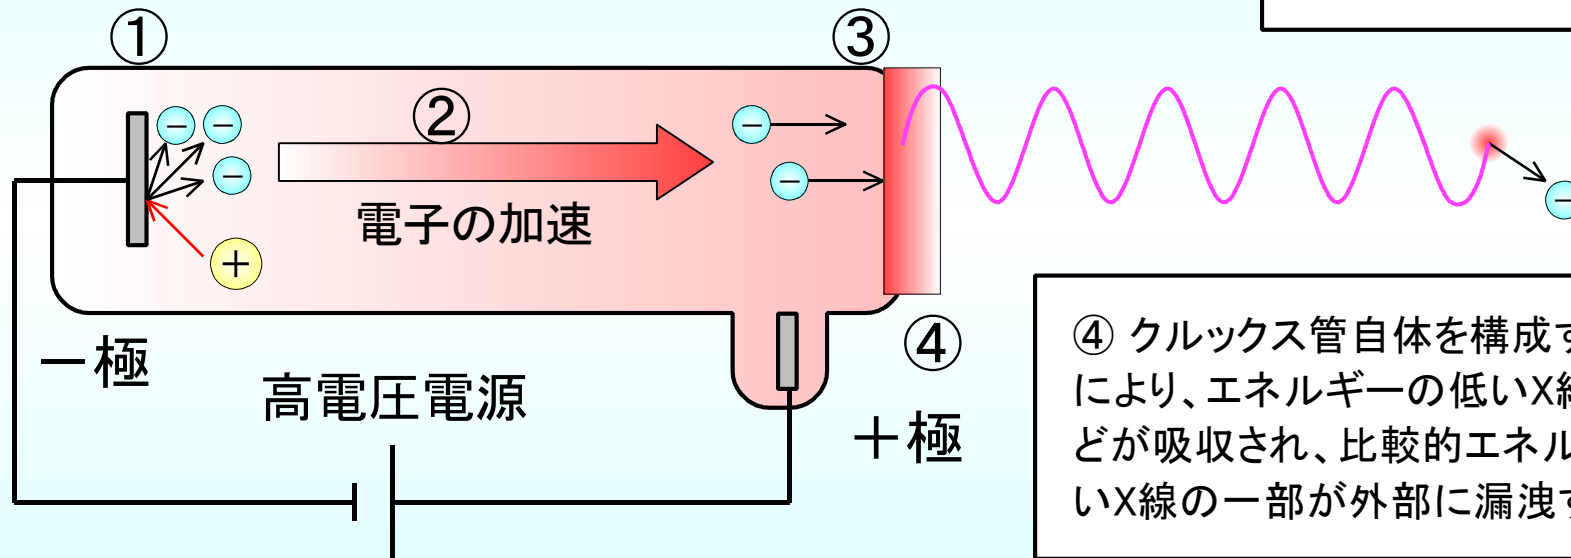 ①
③
②
電子の加速
－極
高電圧電源
④
＋極
④ クルックス管自体を構成す
により、エネルギーの低いX線
どが吸収され、比較的エネル
いX線の一部が外部に漏洩す